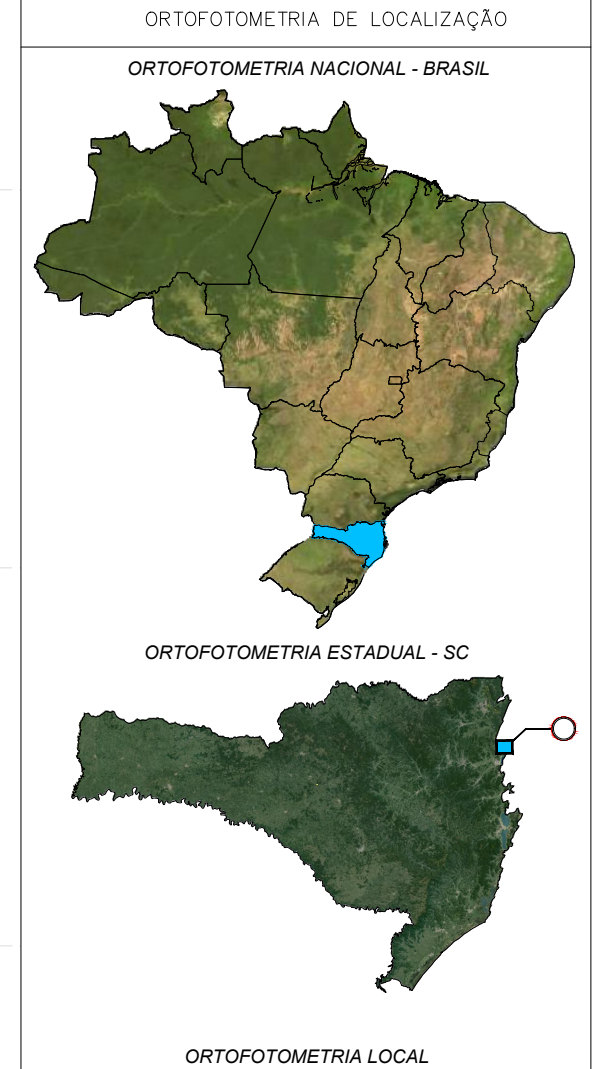 ORTOFOTOMETRIA DE LOCALIZAÇÃO
ORTOFOTOMETRIA NACIONAL - BRASIL
ORTOFOTOMETRIA ESTADUAL - SC
ORTOFOTOMETRIA LOCAL